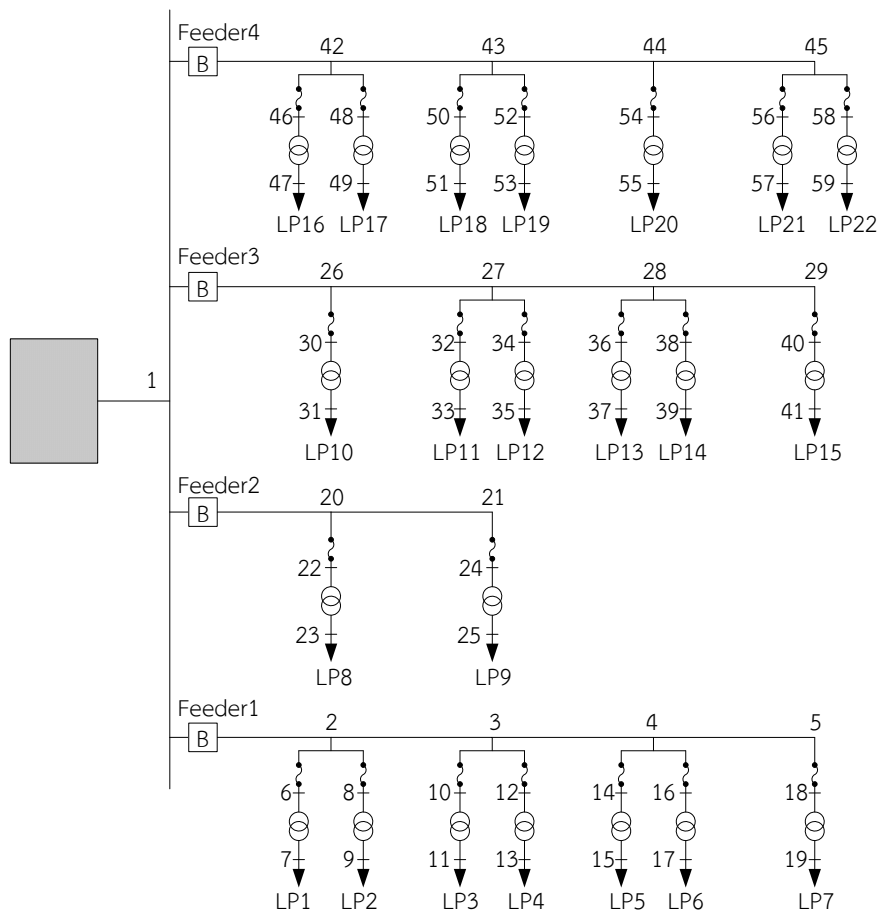 Feeder4
B
42 43 44 45
46 48 50 52 54 56 58
47 49 51 53 55 57 59
LP16 LP17 LP18 LP19 LP20 LP21 LP22
Feeder3
B
26 27 28 29
30 32 34 36 38 40
1
31 33 35 37 39 41
LP10 LP11 LP12 LP13 LP14 LP15
Feeder2
B
20 21
22 24
23 25
LP8 LP9
Feeder1
B
2 3 4 5
6 8 10 12 14 16 18
7 9 11 13 15 17 19
LP1 LP2 LP3 LP4 LP5 LP6 LP7